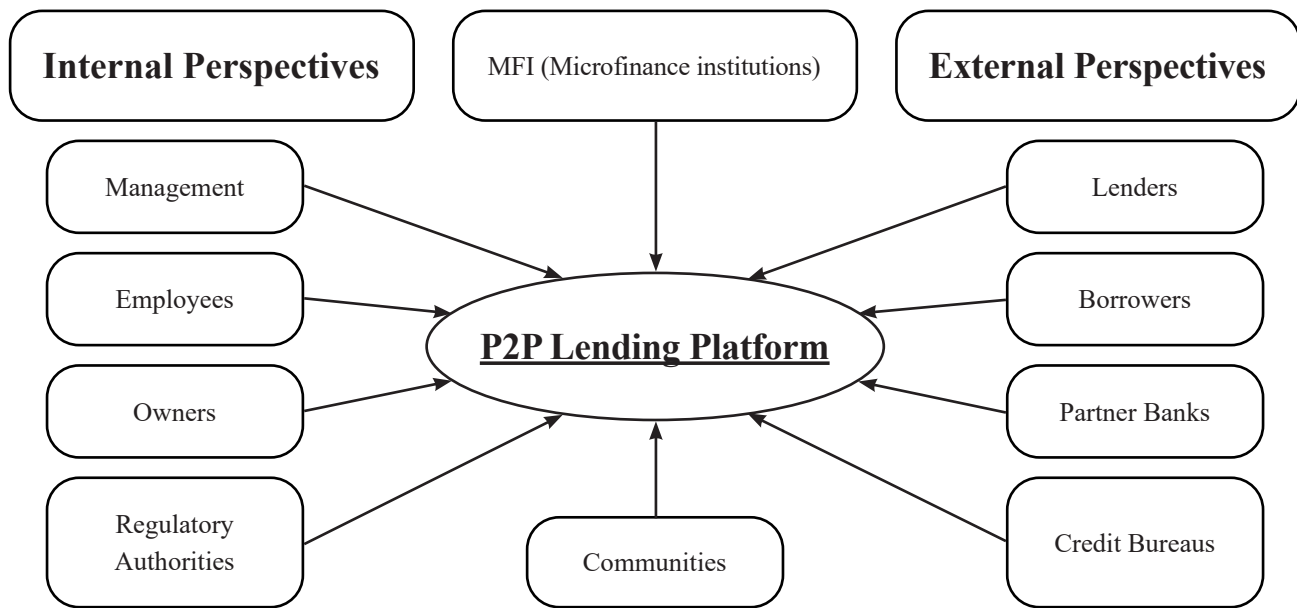 Internal Perspectives
MFI (Microfinance institutions)
External Perspectives
Management
Lenders
Employees
Borrowers
P2P Lending Platform
Owners
Partner Banks
Regulatory
Authorities
Communities
Credit Bureaus